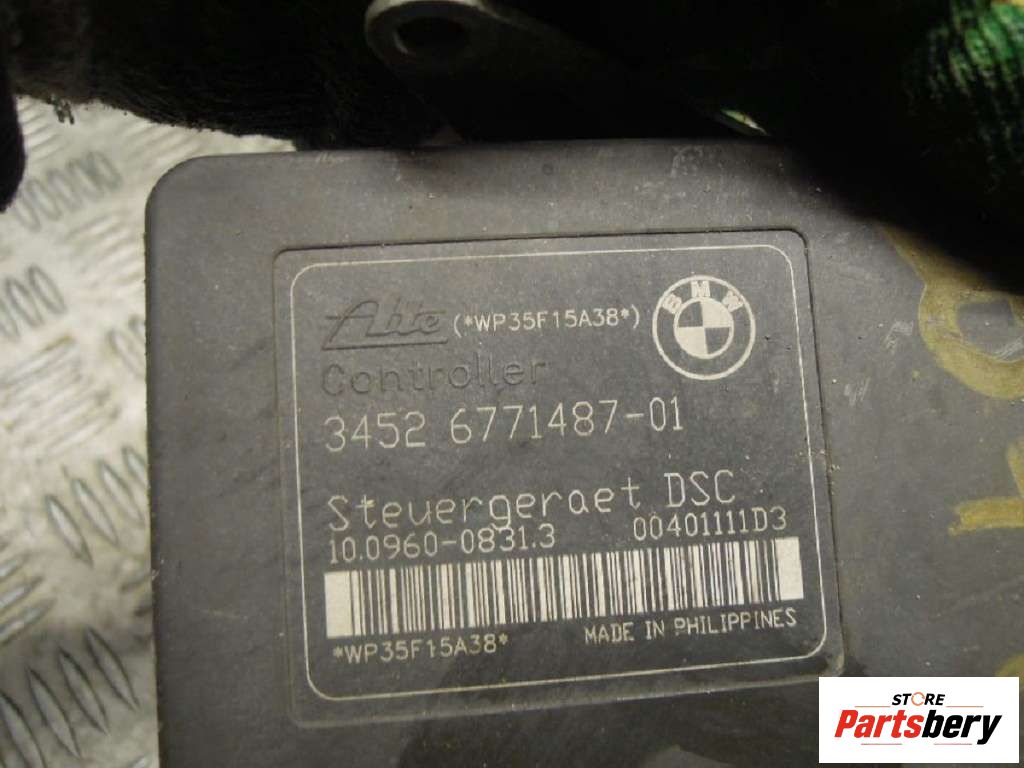 Ate (*WP35F15A38*) BMW
Controller
3452 6771487-01
Steuergeraet DSC
10.0960-0831.3 00401111D3
*WP35F15A38* MADE IN PHILIPPINES
STORE
Partsbery